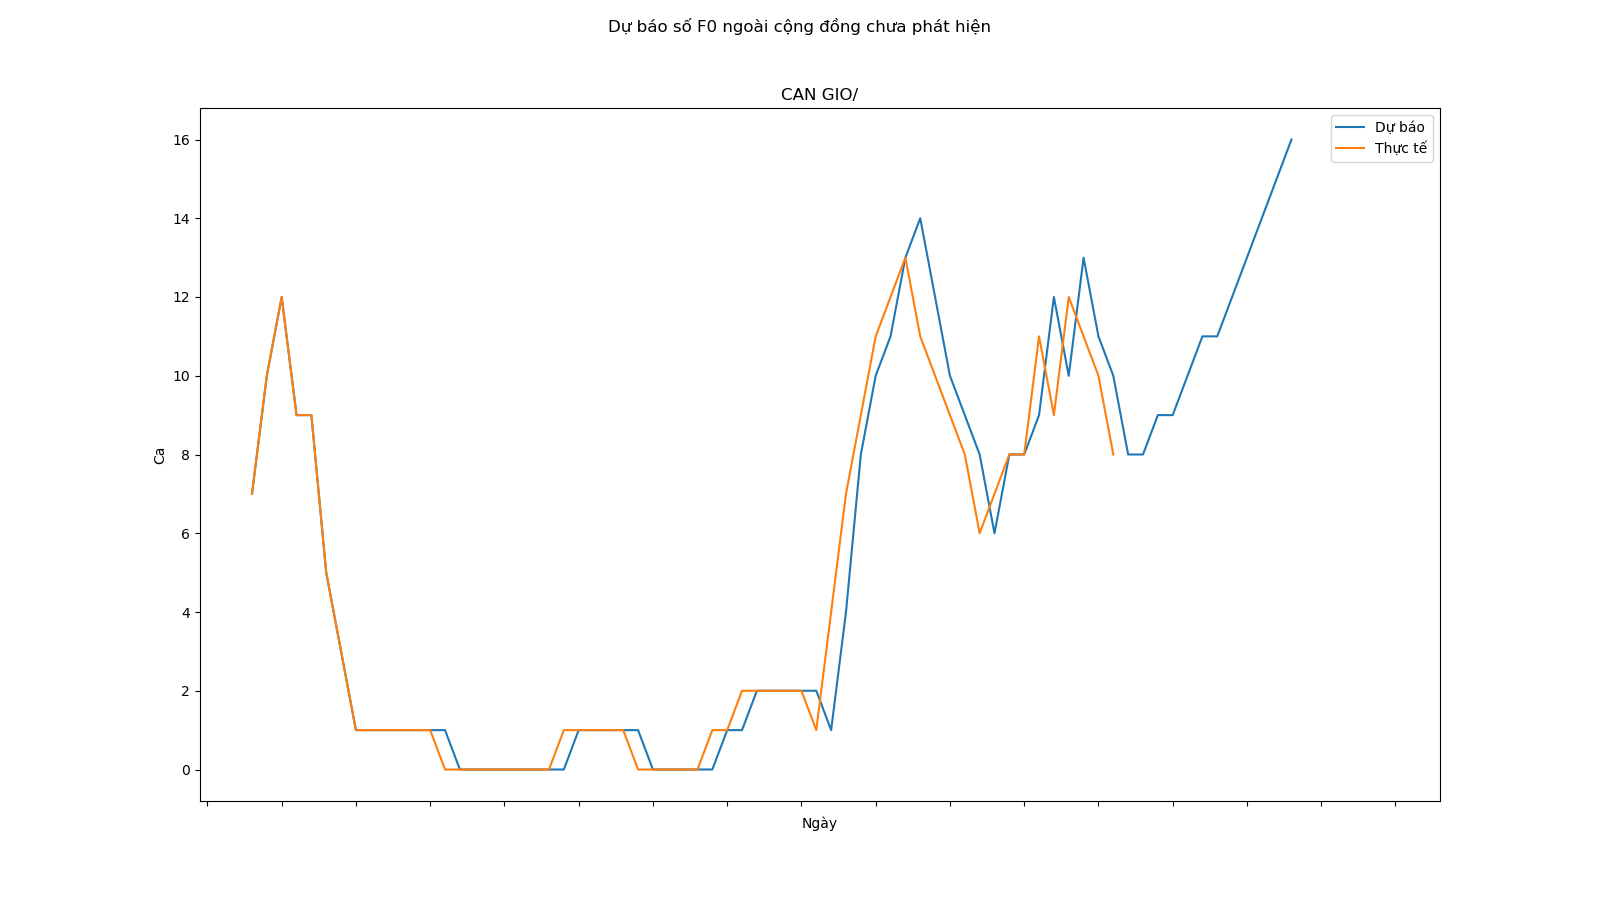 Dự báo số F0 ngoài cộng đồng chưa phát hiện
CAN GIO/
Dự báo
Thực tế
16
14
12
10
8
6
4
2
0
Ca
Ngày